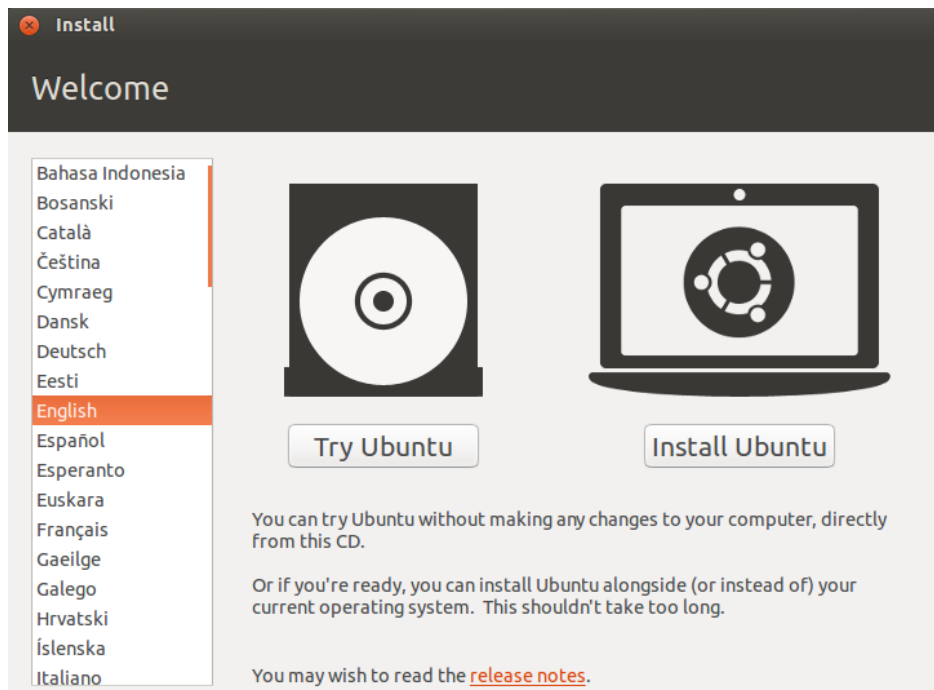 Install
Welcome
Bahasa Indonesia
Bosanski
Català
Čeština
Cymraeg
Dansk
Deutsch
Eesti
English
Español
Esperanto
Euskara
Français
Gaeilge
Galego
Hrvatski
Íslenska
Italiano
Try Ubuntu
Install Ubuntu
You can try Ubuntu without making any changes to your computer, directly
from this CD.
Or if you're ready, you can install Ubuntu alongside (or instead of) your
current operating system. This shouldn't take too long.
You may wish to read the release notes.